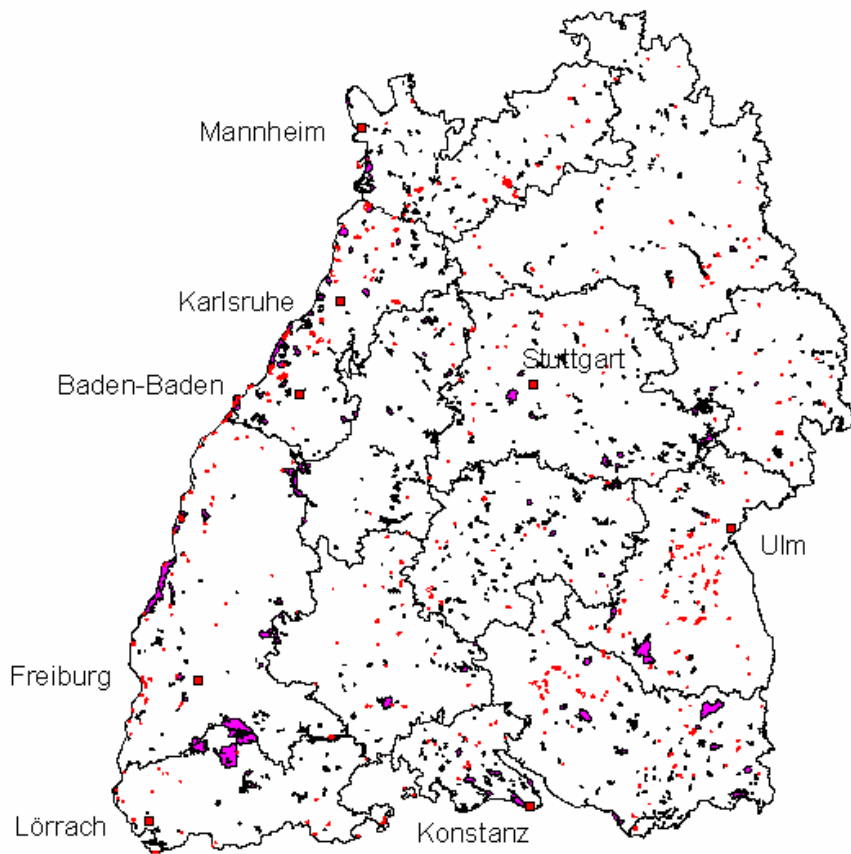 Mannheim
Karlsruhe
Stuttgart
Baden-Baden
Ulm
Freiburg
Lörrach
Konstanz